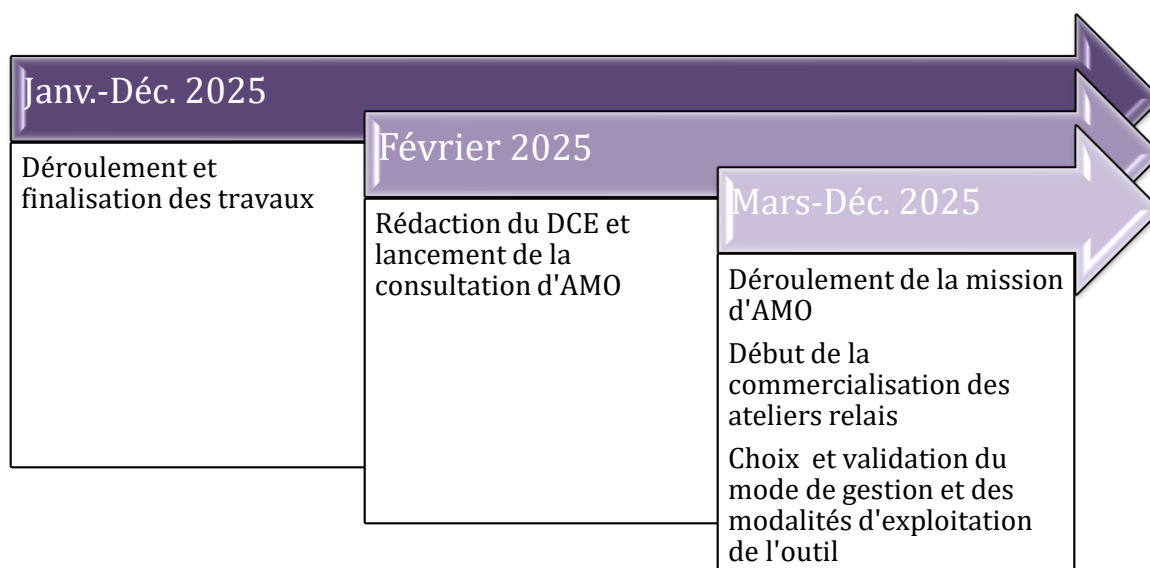 Janv.-Déc. 2025
Déroulement et
finalisation des travaux
Février 2025
Rédaction du DCE et
lancement de la
consultation d'AMO
Mars-Déc. 2025
Déroulement de la mission
d'AMO
Début de la
commercialisation des
ateliers relais
Choix et validation du
mode de gestion et des
modalités d'exploitation
de l'outil